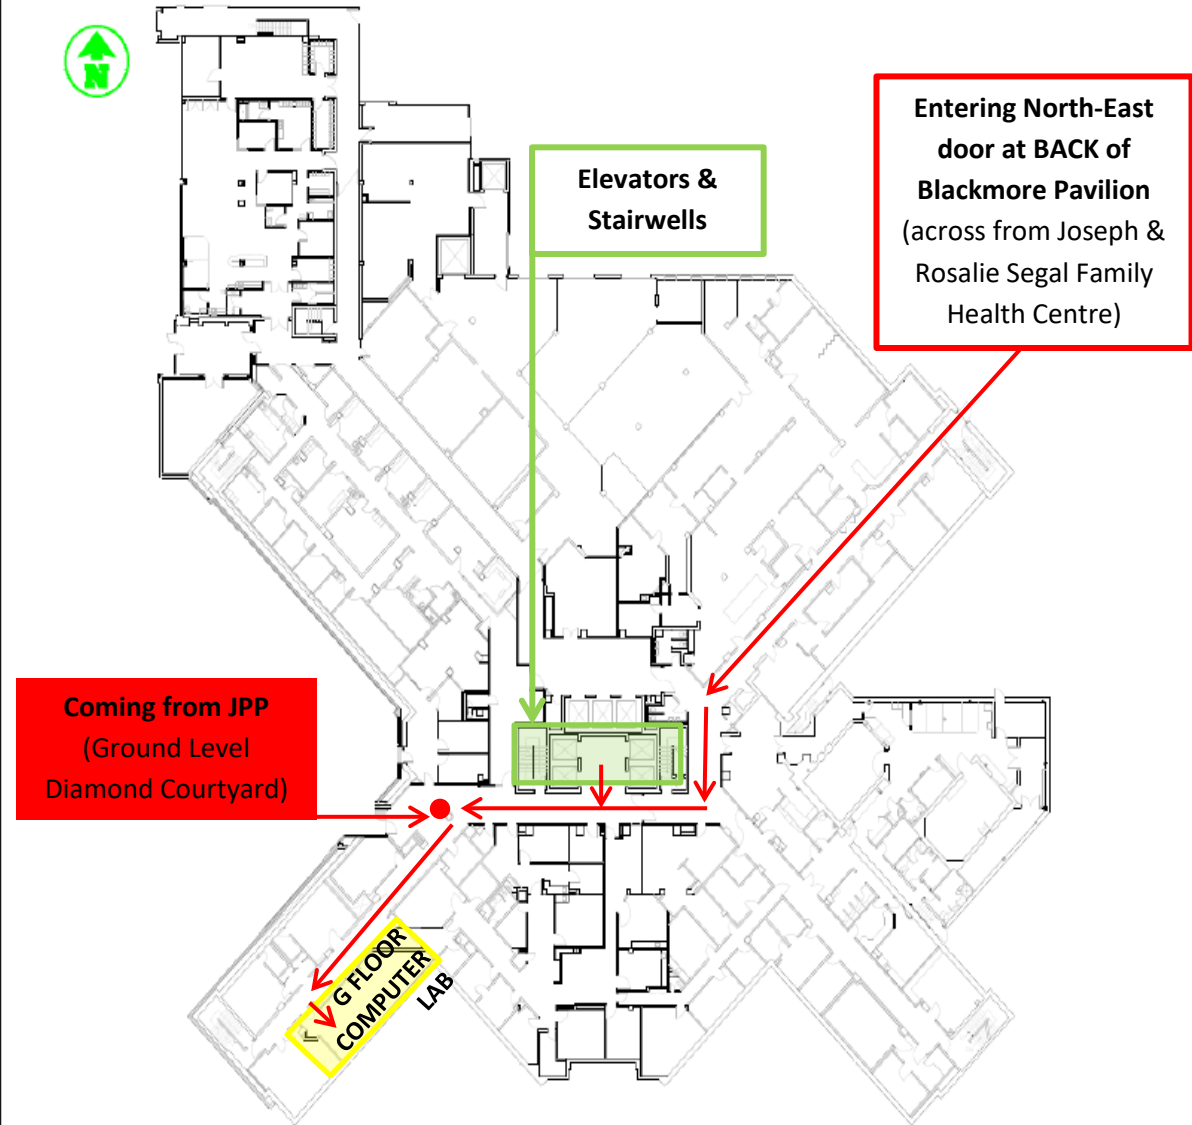 N
Entering North-East
door at BACK of
Blackmore Pavilion
(across from Joseph &
Rosalie Segal Family
Health Centre)
Elevators &
Stairwells
Coming from JPP
(Ground Level
Diamond Courtyard)
G FLOOR
COMPUTER
LAB